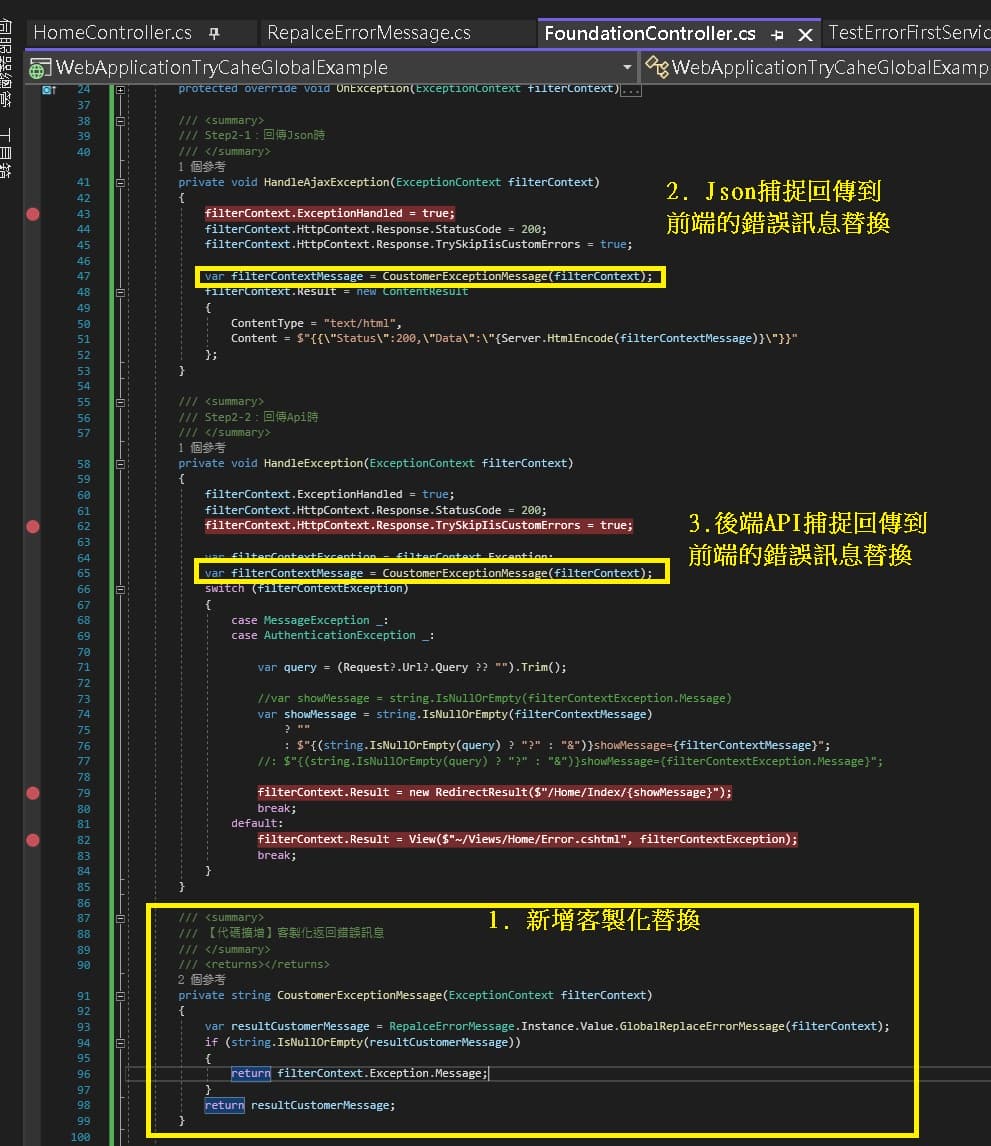 伺服器總管 工具箱
HomeController.cs
RepalceErrorMessage.cs
FoundationController.cs
TestErrorFirstServic
WebApplicationTryCaheGlobalExample
WebApplicationTryCaheGlobalExamp
24 protected override void OnException(ExceptionContext filterContext)...
37
38 /// <summary>
39 /// Step2-1：回傳Json時
40 /// </summary>
1 個參考
41 private void HandleAjaxException(ExceptionContext filterContext)
42 {
43 filterContext.ExceptionHandled = true;
44 filterContext.HttpContext.Response.StatusCode = 200;
45 filterContext.HttpContext.Response.TrySkipIisCustomErrors = true;
46
47 var filterContextMessage = CoustomerExceptionMessage(filterContext);
48 filterContext.Result = new ContentResult
49 {
50 ContentType = "text/html",
51 Content = $"{{\"Status\":200,\"Data\":\"{Server.HtmlEncode(filterContextMessage)}\"}}"
52 };
53 }
54
2. Json捕捉回傳到
前端的錯誤訊息替換
55 /// <summary>
56 /// Step2-2：回傳Api時
57 /// </summary>
1 個參考
58 private void HandleException(ExceptionContext filterContext)
59 {
60 filterContext.ExceptionHandled = true;
61 filterContext.HttpContext.Response.StatusCode = 200;
62 filterContext.HttpContext.Response.TrySkipIisCustomErrors = true;
63
64 var filterContextException = filterContext.Exception;
65 var filterContextMessage = CoustomerExceptionMessage(filterContext);
66 switch (filterContextException)
67 {
68 case MessageException _:
69 case AuthenticationException _:
70
71 var query = (Request?.Url?.Query ?? "").Trim();
72
73 //var showMessage = string.IsNullOrEmpty(filterContextException.Message)
74 var showMessage = string.IsNullOrEmpty(filterContextMessage)
75 ? ""
76 : $"{(string.IsNullOrEmpty(query) ? "?" : "&")}showMessage={filterContextMessage}";
77 //: $"{(string.IsNullOrEmpty(query) ? "?" : "&")}showMessage={filterContextException.Message}";
78
79 filterContext.Result = new RedirectResult($"/Home/Index/{showMessage}");
80 break;
81 default:
82 filterContext.Result = View($"~/Views/Home/Error.cshtml", filterContextException);
83 break;
84 }
85 }
86
3.後端API捕捉回傳到
前端的錯誤訊息替換
1. 新增客製化替換
87 /// <summary>
88 /// 【代碼擴增】客製化返回錯誤訊息
89 /// </summary>
90 /// <returns></returns>
2 個參考
91 private string CoustomerExceptionMessage(ExceptionContext filterContext)
92 {
93 var resultCustomerMessage = RepalceErrorMessage.Instance.Value.GlobalReplaceErrorMessage(filterContext);
94 if (string.IsNullOrEmpty(resultCustomerMessage))
95 {
96 return filterContext.Exception.Message;
97 }
98 return resultCustomerMessage;
99 }
100